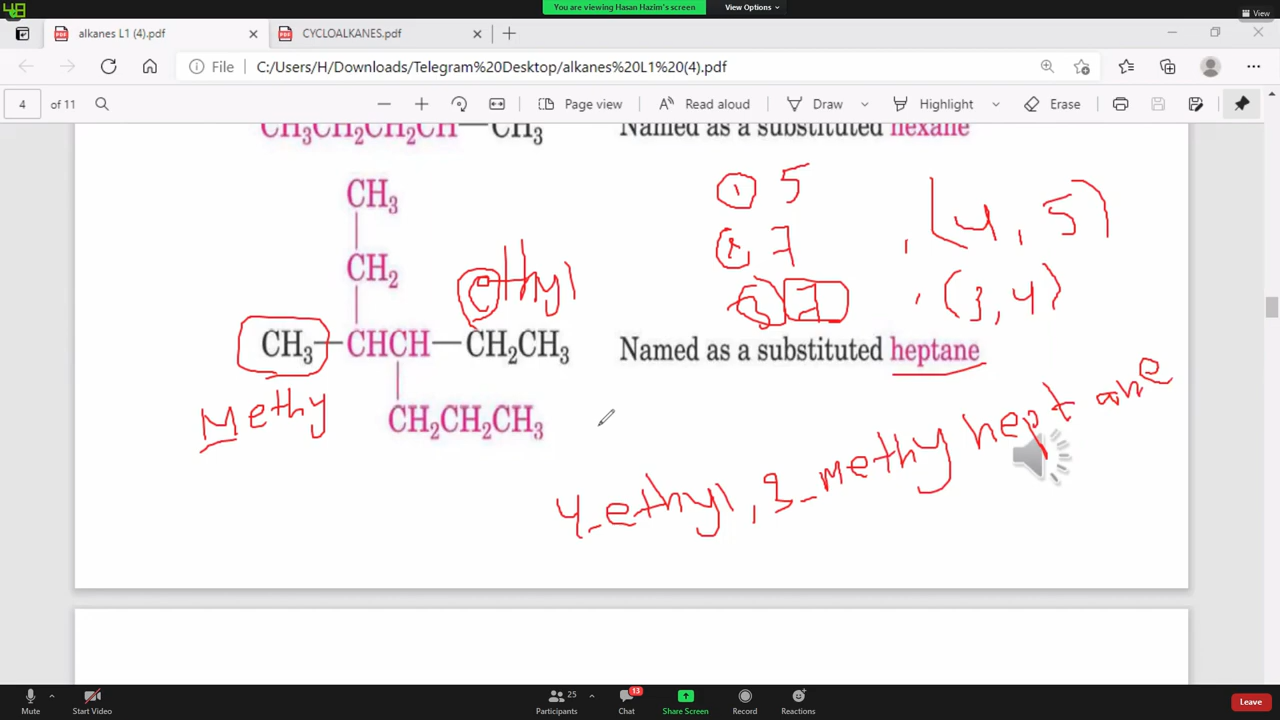 48
You are viewing Hasan Hazim's screen
View Options
View
alkanes L1 (4).pdf
CYCLOALKANES.pdf
File
C:/Users/H/Downloads/Telegram%20Desktop/alkanes%20L1%20(4).pdf
4 of 11
Page view
Read aloud
Draw
Highlight
Erase
CH₃CH₂CH₂CH—CH₃ Named as a substituted hexane
CH₃
CH₂
CH₃—CHCH—CH₂CH₃ Named as a substituted heptane
CH₂CH₂CH₃
ethyl
Methy
5
7, (4, 5)
7, (3, 4)
4-ethyl, 3-methy heptane
Mute
Start Video
25
Participants
13
Chat
Share Screen
Record
Reactions
Leave